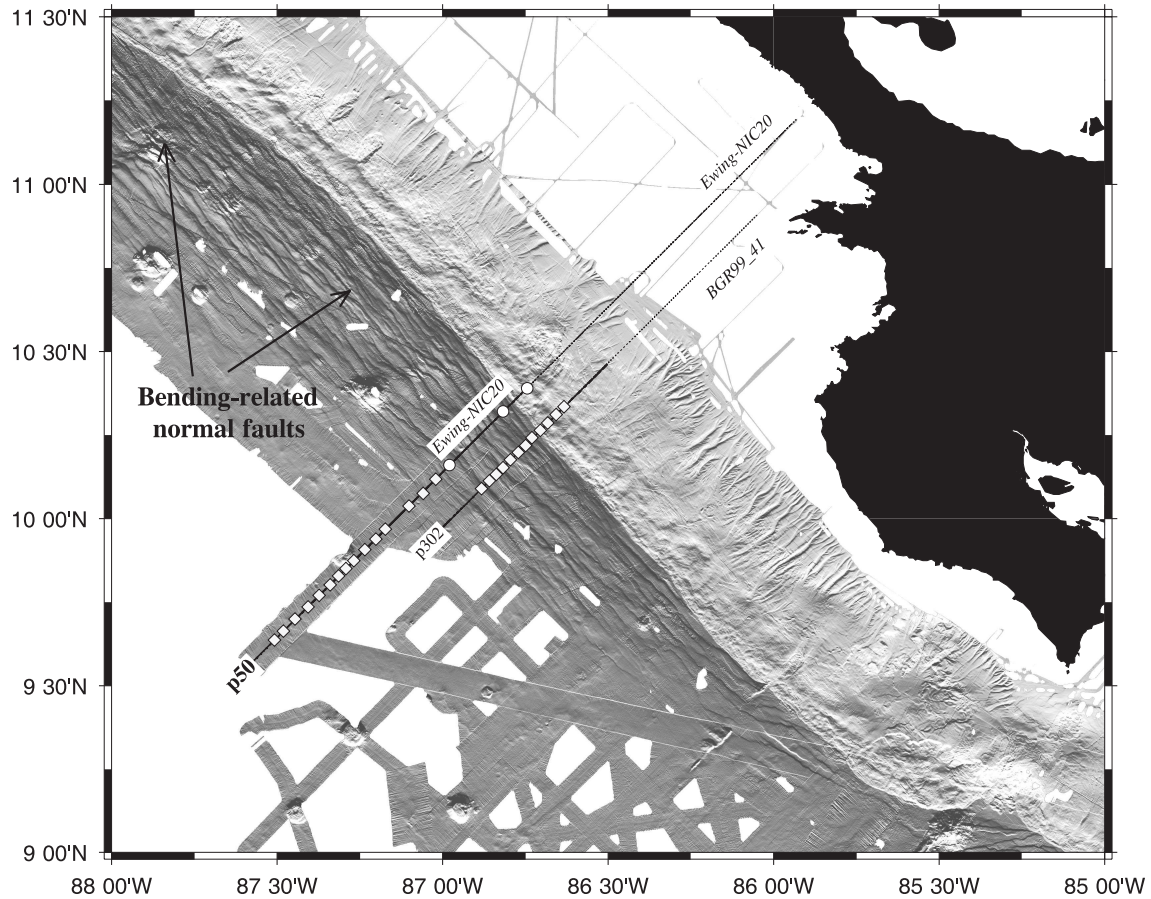 11 30'N
Ewing-NIC20
11 00'N
BGR99_41
10 30'N
Bending-related
normal faults
Ewing-NIC20
10 00'N
p302
p50
9 30'N
9 00'N
88 00'W 87 30'W 87 00'W 86 30'W 86 00'W 85 30'W 85 00'W